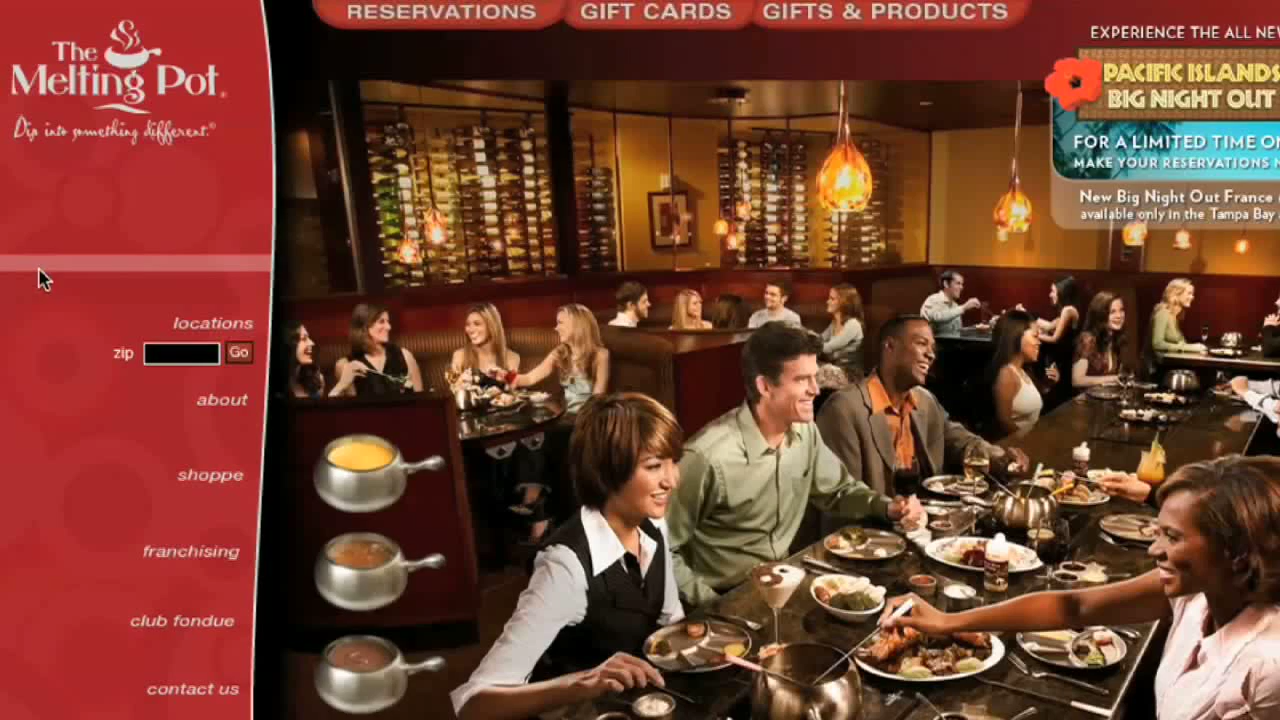 The
Melting Pot®
Dip into something different.®
RESERVATIONS
GIFT CARDS
GIFTS & PRODUCTS
EXPERIENCE THE ALL NEW
PACIFIC ISLANDS
BIG NIGHT OUT
FOR A LIMITED TIME
MAKE YOUR RESERVATIONS
New Big Night Out France
available only in the Tampa Bay
locations
zip
Go
about
shoppe
franchising
club fondue
contact us